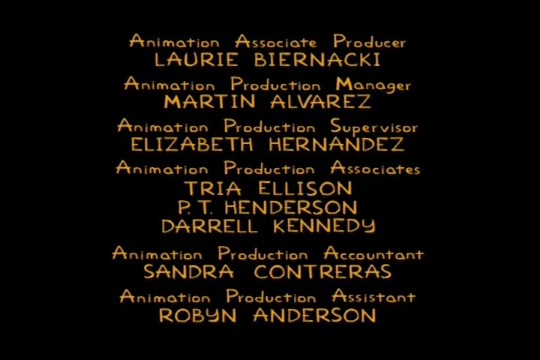 Animation Associate Producer
LAURIE BIERNACKI
Animation Production Manager
MARTIN ALVAREZ
Animation Production Supervisor
ELIZABETH HERNANDEZ
Animation Production Associates
TRIA ELLISON
P.T. HENDERSON
DARRELL KENNEDY
Animation Production Accountant
SANDRA CONTRERAS
Animation Production Assistant
ROBYN ANDERSON